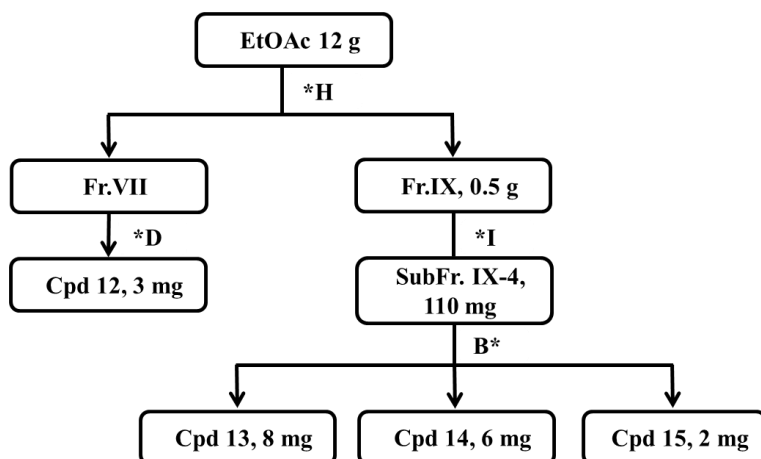 EtOAc 12 g
*H
Fr.VII
Fr.IX, 0.5 g
*D
*I
Cpd 12, 3 mg
SubFr. IX-4,
110 mg
B*
Cpd 13, 8 mg
Cpd 14, 6 mg
Cpd 15, 2 mg